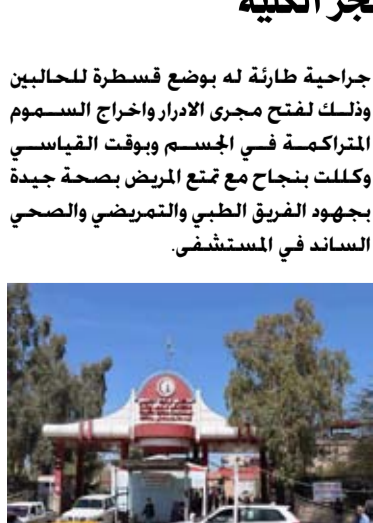 جراحية طارئة له بوضع قسطرة للحالبين
وذلك لفتح مجرى الادرار واخراج السموم
المتراكمة في الجسم وبوقت القياسي
وكللت بنجاح مع تمتع المريض بصحة جيدة
بجهود الفريق الطبي والتمريضي والصحي
الساند في المستشفى.